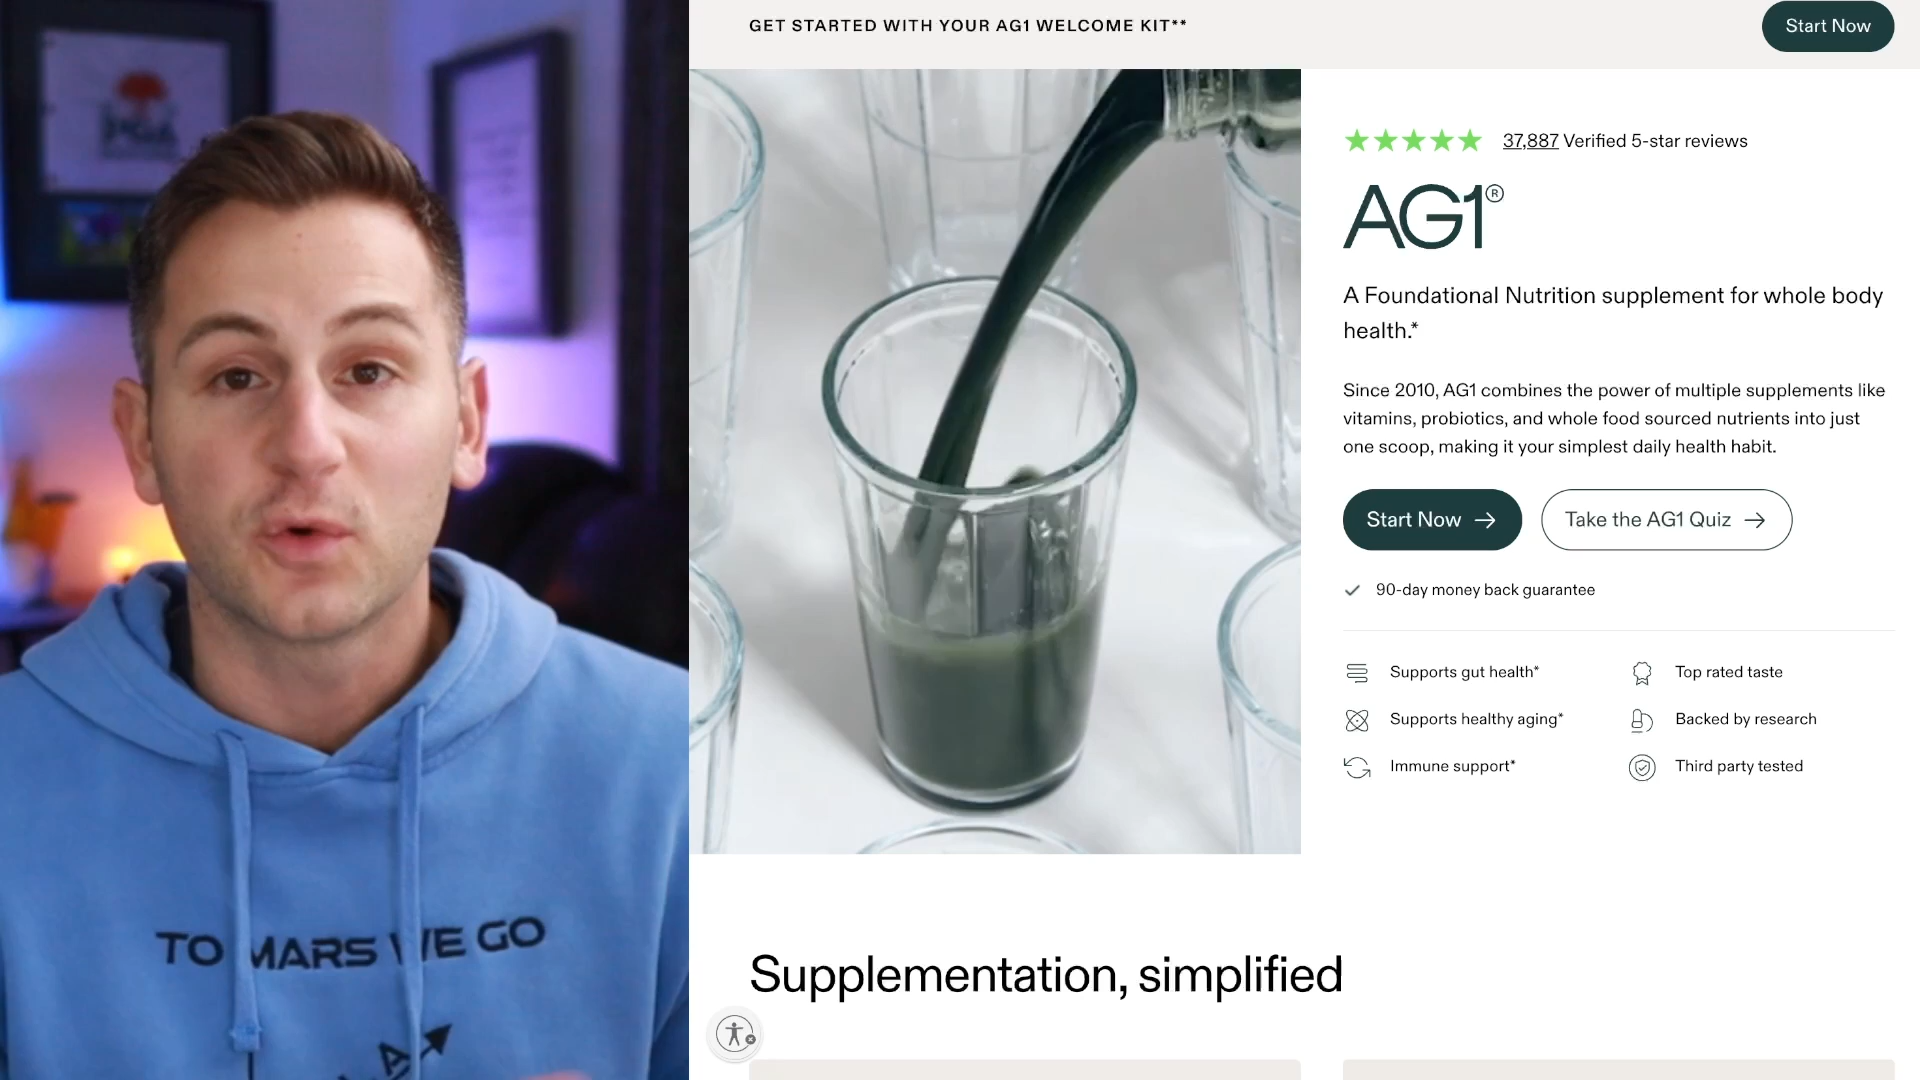 GET STARTED WITH YOUR AG1 WELCOME KIT**
Start Now
37,887 Verified 5-star reviews
AG1®
A Foundational Nutrition supplement for whole body
health.*
Since 2010, AG1 combines the power of multiple supplements like
vitamins, probiotics, and whole food sourced nutrients into just
one scoop, making it your simplest daily health habit.
Start Now →
Take the AG1 Quiz →
90-day money back guarantee
Supports gut health*
Top rated taste
Supports healthy aging*
Backed by research
Immune support*
Third party tested
Supplementation, simplified
TO MARS WE GO